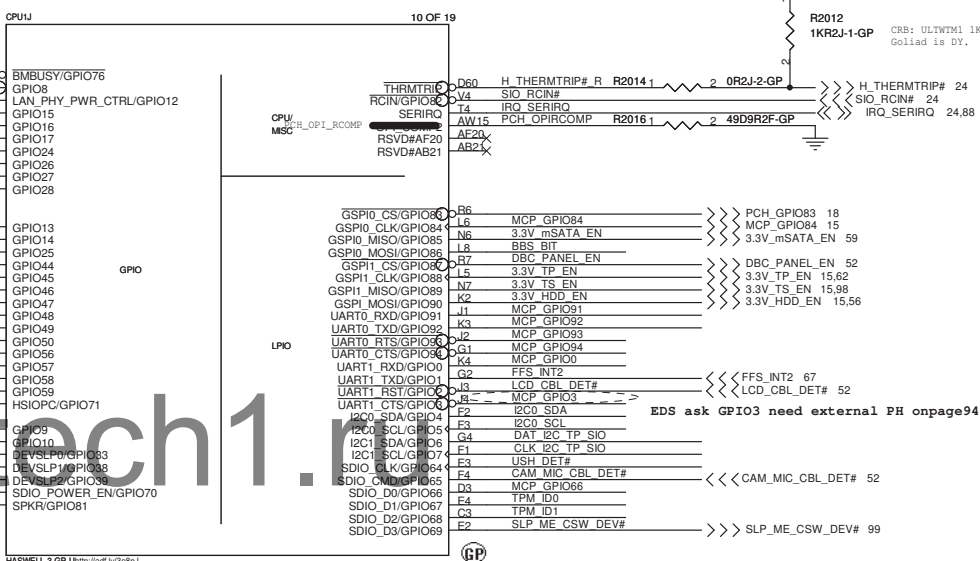 CPU1J
10 OF 19
R2012
1KR2J-1-GP
CRB: ULTWTM1 1K
Goliad is DY.
2
BMBUSY/GPIO76
GPIO8
LAN_PHY_PWR_CTRL/GPIO12
GPIO15
GPIO16
GPIO17
GPIO24
GPIO26
GPIO27
GPIO28
GPIO13
GPIO14
GPIO25
GPIO44
GPIO45
GPIO46
GPIO47
GPIO48
GPIO49
GPIO50
GPIO56
GPIO57
GPIO58
GPIO59
HSIOPC/GPIO71
GPIO9
GPIO10
DEVSLP0/GPIO33
DEVSLP1/GPIO38
DEVSLP2/GPIO39
SDIO_POWER_EN/GPIO70
SPKR/GPIO81
CPU/
MISC
PCH_OPI_RCOMP
GPIO
LPIO
THRMTRIP D60 H_THERMTRIP#_R R2014 1 2 0R2J-2-GP H_THERMTRIP# 24
RCIN/GPIO82 V4 SIO_RCIN# SIO_RCIN# 24
SERIRQ T4 IRQ_SERIRQ IRQ_SERIRQ 24,88
AW15 PCH_OPIRCOMP R2016 1 2 49D9R2F-GP
RSVD#AF20 AF20
RSVD#AB21 AB21
GSPI0_CS/GPIO83 R6 PCH_GPIO83 18
GSPI0_CLK/GPIO84 L6 MCP_GPIO84 MCP_GPIO84 15
GSPI0_MISO/GPIO85 N6 3.3V_mSATA_EN 3.3V_mSATA_EN 59
GSPI0_MOSI/GPIO86 L8 BBS_BIT
GSPI1_CS/GPIO87 R7 DBC_PANEL_EN DBC_PANEL_EN 52
GSPI1_CLK/GPIO88 L5 3.3V_TP_EN 3.3V_TP_EN 15,62
GSPI1_MISO/GPIO89 N7 3.3V_TS_EN 3.3V_TS_EN 15,98
GSPI_MOSI/GPIO90 K2 3.3V_HDD_EN 3.3V_HDD_EN 15,56
UART0_RXD/GPIO91 J1 MCP_GPIO91
UART0_TXD/GPIO92 K3 MCP_GPIO92
UART0_RTS/GPIO93 J2 MCP_GPIO93
UART0_CTS/GPIO94 G1 MCP_GPIO94
UART1_RXD/GPIO0 K4 MCP_GPIO0
UART1_TXD/GPIO1 G2 FFS_INT2 FFS_INT2 67
UART1_RST/GPIO2 J3 LCD_CBL_DET# LCD_CBL_DET# 52
UART1_CTS/GPIO3 J4 MCP_GPIO3
EDS ask GPIO3 need external PH onpage94
I2C0_SDA/GPIO4 F2 I2C0_SDA
I2C0_SCL/GPIO5 F3 I2C0_SCL
I2C1_SDA/GPIO6 G4 DAT_I2C_TP_SIO
I2C1_SCL/GPIO7 F1 CLK_I2C_TP_SIO
SDIO_CLK/GPIO64 E3 USH_DET#
SDIO_CMD/GPIO65 F4 CAM_MIC_CBL_DET# CAM_MIC_CBL_DET# 52
SDIO_D0/GPIO66 D3 MCP_GPIO66
SDIO_D1/GPIO67 E4 TPM_ID0
SDIO_D2/GPIO68 C3 TPM_ID1
SDIO_D3/GPIO69 E2 SLP_ME_CSW_DEV# SLP_ME_CSW_DEV# 99
tech1.ru
GP